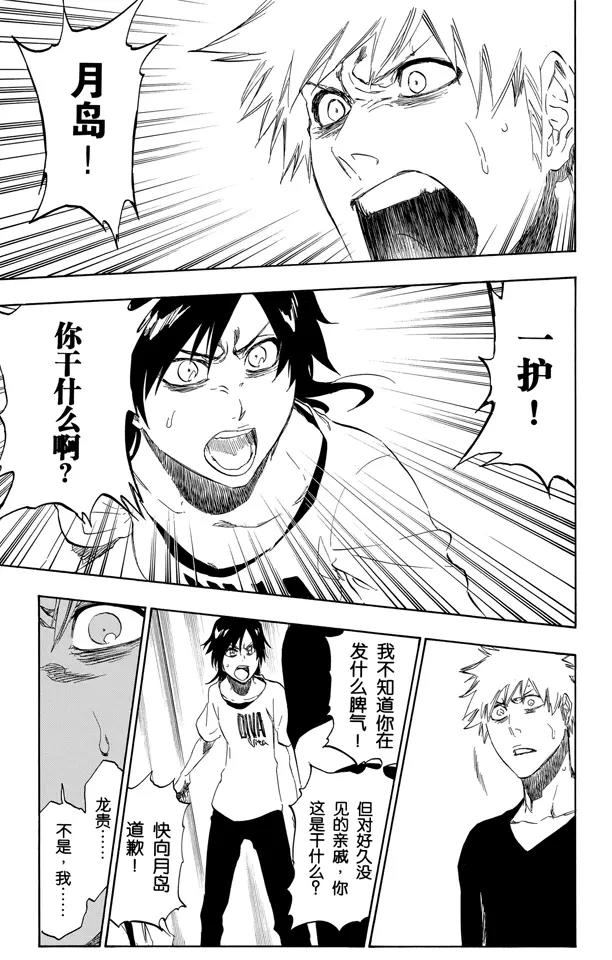 月岛！
一护！
你干什么啊？
我不知道你在
发什么脾气！
但对好久没
见的亲戚，你
这是干什么？
快向月岛
道歉！
DIVA
龙贵……
不是，我……